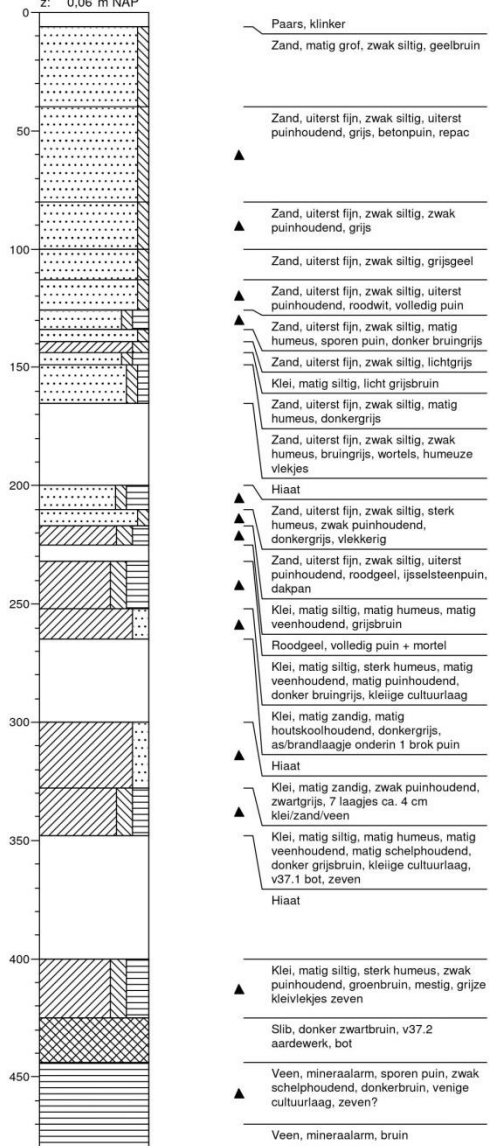 z: 0,06 m NAP
0
50
100
150
200
250
300
350
400
450
Paars, klinker
Zand, matig grof, zwak siltig, geelbruin
Zand, uiterst fijn, zwak siltig, uiterst
puinhoudend, grijs, betonpuin, repac
Zand, uiterst fijn, zwak siltig, zwak
puinhoudend, grijs
Zand, uiterst fijn, zwak siltig, grijsgeel
Zand, uiterst fijn, zwak siltig, uiterst
puinhoudend, roodwit, volledig puin
Zand, uiterst fijn, zwak siltig, matig
humeus, sporen puin, donker bruingrijs
Zand, uiterst fijn, zwak siltig, lichtgrijs
Klei, matig siltig, licht grijsbruin
Zand, uiterst fijn, zwak siltig, matig
humeus, donkergrijs
Zand, uiterst fijn, zwak siltig, zwak
humeus, bruingrijs, wortels, humeuze
vlekjes
Hiaat
Zand, uiterst fijn, zwak siltig, sterk
humeus, zwak puinhoudend,
donkergrijs, vlekkerig
Zand, uiterst fijn, zwak siltig, uiterst
puinhoudend, roodgeel, ijsselsteenpuin,
dakpan
Klei, matig siltig, matig humeus, matig
veenhoudend, grijsbruin
Roodgeel, volledig puin + mortel
Klei, matig siltig, sterk humeus, matig
veenhoudend, matig puinhoudend,
donker bruingrijs, kleiige cultuurlaag
Klei, matig zandig, matig
houtskoolhoudend, donkergrijs,
as/brandlaagje onderin 1 brok puin
Hiaat
Klei, matig zandig, zwak puinhoudend,
zwartgrijs, 7 laagjes ca. 4 cm
klei/zand/veen
Klei, matig siltig, matig humeus, matig
veenhoudend, matig schelphoudend,
donker grijsbruin, kleiige cultuurlaag,
v37.1 bot, zeven
Hiaat
Klei, matig siltig, sterk humeus, zwak
puinhoudend, groenbruin, mestig, grijze
kleivlekjes zeven
Slib, donker zwartbruin, v37.2
aardewerk, bot
Veen, mineraalarm, sporen puin, zwak
schelphoudend, donkerbruin, venige
cultuurlaag, zeven?
Veen, mineraalarm, bruin